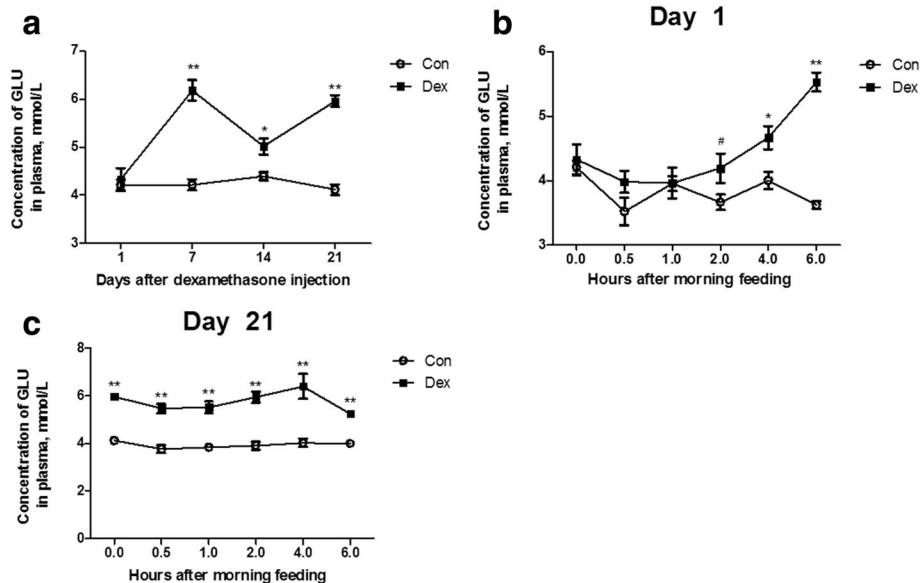 a
Concentration of GLU
in plasma, mmol/L
7
6
5
4
3
**
*
**
1 7 14 21
Days after dexamethasone injection
Con
Dex
b
Day 1
Concentration of GLU
in plasma, mmol/L
6
5
4
3
#
*
**
0.0 0.5 1.0 2.0 4.0 6.0
Hours after morning feeding
Con
Dex
c
Day 21
Concentration of GLU
in plasma, mmol/L
8
6
4
2
0
** ** ** ** ** **
0.0 0.5 1.0 2.0 4.0 6.0
Hours after morning feeding
Con
Dex